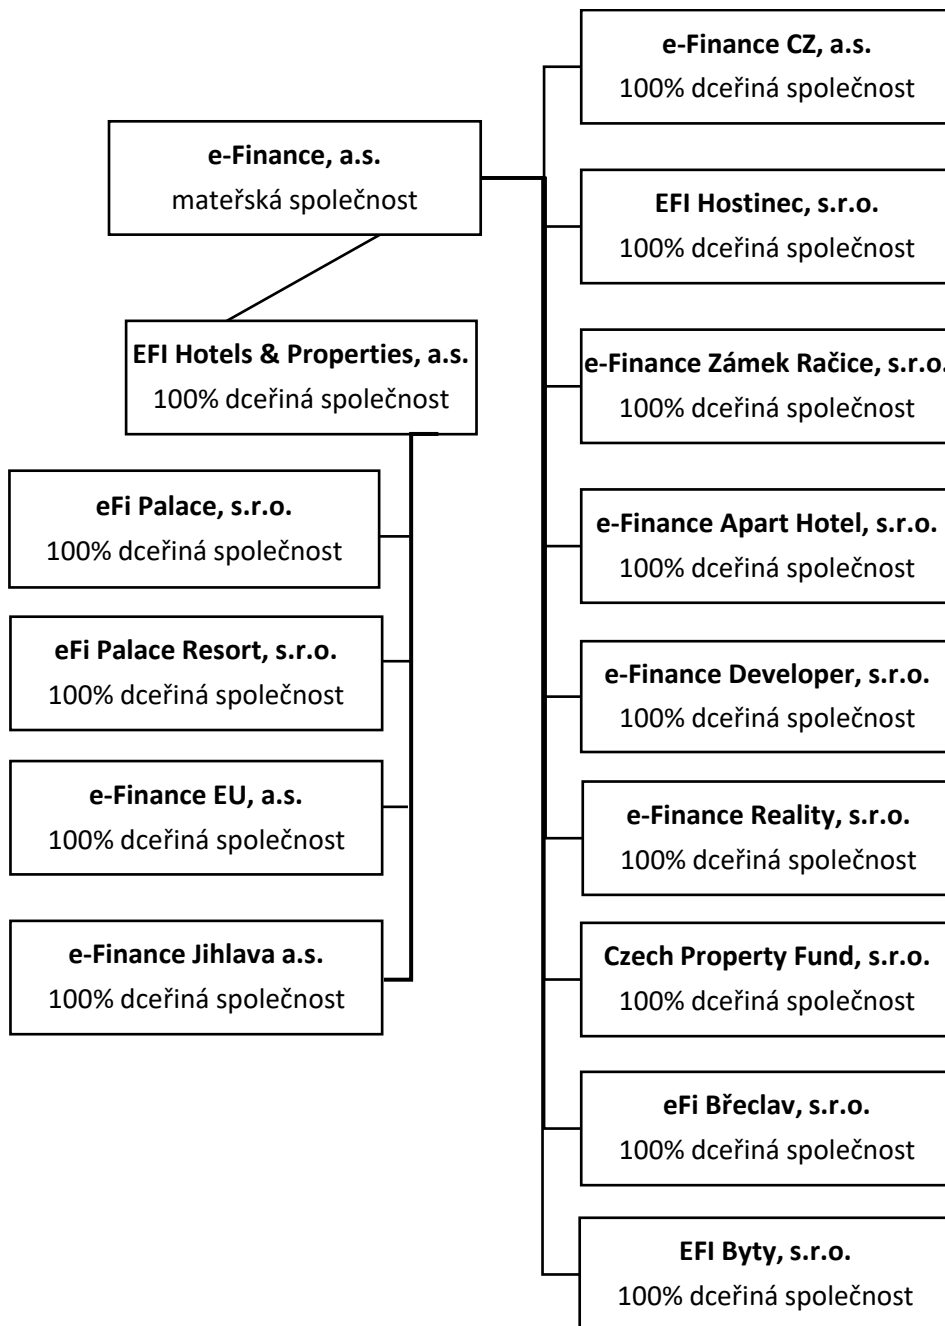 e-Finance, a.s.
mateřská společnost
EFI Hotels & Properties, a.s.
100% dceřiná společnost
eFi Palace, s.r.o.
100% dceřiná společnost
eFi Palace Resort, s.r.o.
100% dceřiná společnost
e-Finance EU, a.s.
100% dceřiná společnost
e-Finance Jihlava a.s.
100% dceřiná společnost
e-Finance CZ, a.s.
100% dceřiná společnost
EFI Hostinec, s.r.o.
100% dceřiná společnost
e-Finance Zámek Račice, s.r.o.
100% dceřiná společnost
e-Finance Apart Hotel, s.r.o.
100% dceřiná společnost
e-Finance Developer, s.r.o.
100% dceřiná společnost
e-Finance Reality, s.r.o.
100% dceřiná společnost
Czech Property Fund, s.r.o.
100% dceřiná společnost
eFi Břeclav, s.r.o.
100% dceřiná společnost
EFI Byty, s.r.o.
100% dceřiná společnost